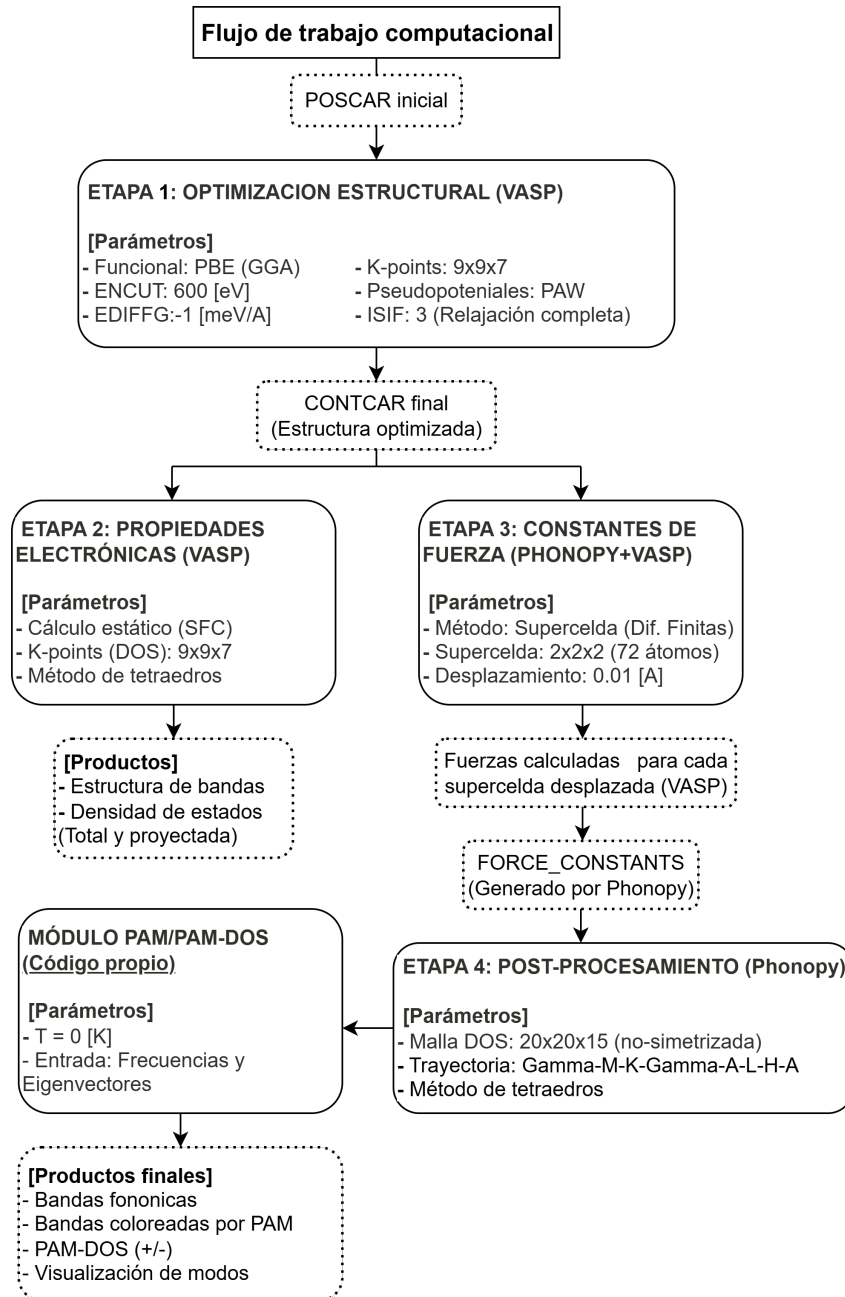 Flujo de trabajo computacional
POSCAR inicial
ETAPA 1: OPTIMIZACION ESTRUCTURAL (VASP)
[Parámetros]
- Funcional: PBE (GGA)
- ENCUT: 600 [eV]
- EDIFFG:-1 [meV/A]
- K-points: 9x9x7
- Pseudopoteniales: PAW
- ISIF: 3 (Relajación completa)
CONTCAR final
(Estructura optimizada)
ETAPA 2: PROPIEDADES
ELECTRÓNICAS (VASP)
[Parámetros]
- Cálculo estático (SFC)
- K-points (DOS): 9x9x7
- Método de tetraedros
[Productos]
- Estructura de bandas
- Densidad de estados
(Total y proyectada)
ETAPA 3: CONSTANTES DE
FUERZA (PHONOPY+VASP)
[Parámetros]
- Método: Supercelda (Dif. Finitas)
- Supercelda: 2x2x2 (72 átomos)
- Desplazamiento: 0.01 [A]
Fuerzas calculadas para cada
supercelda desplazada (VASP)
FORCE_CONSTANTS
(Generado por Phonopy)
ETAPA 4: POST-PROCESAMIENTO (Phonopy)
[Parámetros]
- Malla DOS: 20x20x15 (no-simetrizada)
- Trayectoria: Gamma-M-K-Gamma-A-L-H-A
- Método de tetraedros
MÓDULO PAM/PAM-DOS
(Código propio)
[Parámetros]
- T = 0 [K]
- Entrada: Frecuencias y
Eigenvectores
[Productos finales]
- Bandas fononicas
- Bandas coloreadas por PAM
- PAM-DOS (+/-)
- Visualización de modos